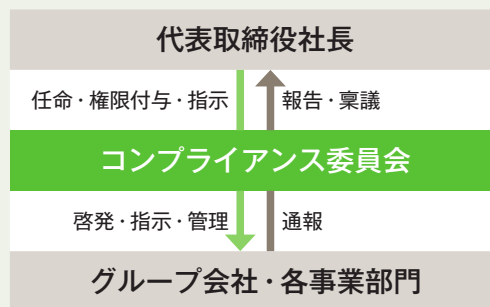 代表取締役社長
任命・権限付与・指示 報告・稟議
コンプライアンス委員会
啓発・指示・管理 通報
グループ会社・各事業部門